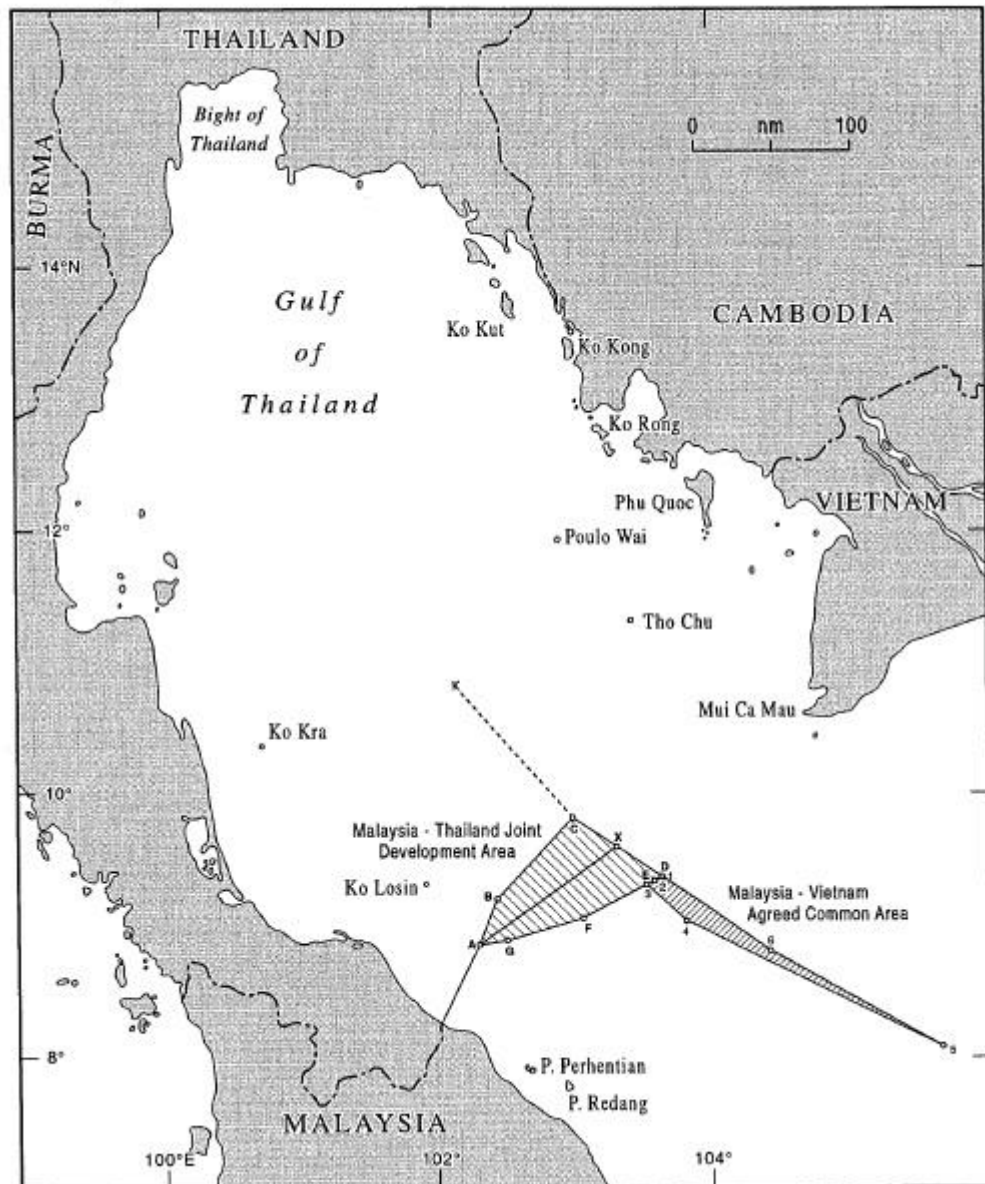 THAILAND
Bight of
Thailand
0 nm 100
BURMA
14°N
Gulf
of
Thailand
CAMBODIA
Ko Kut
Ko Kong
Ko Rong
Phu Quoc
VIETNAM
12°
Poulo Wai
Tho Chu
K
Mui Ca Mau
Ko Kra
10°
C
Malaysia - Thailand Joint
Development Area
X
Ko Losin
B
E
D
1
2
3
Malaysia - Vietnam
Agreed Common Area
4
F
A
G
6
5
8°
P. Perhentian
P. Redang
MALAYSIA
100°E
102°
104°